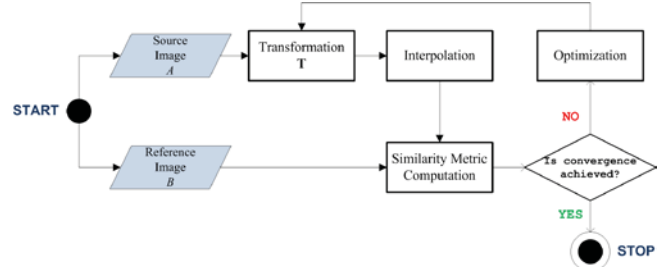 Source
Image
A
Transformation
T
Interpolation
Optimization
START
NO
Reference
Image
B
Similarity Metric
Computation
Is convergence
achieved?
YES
STOP